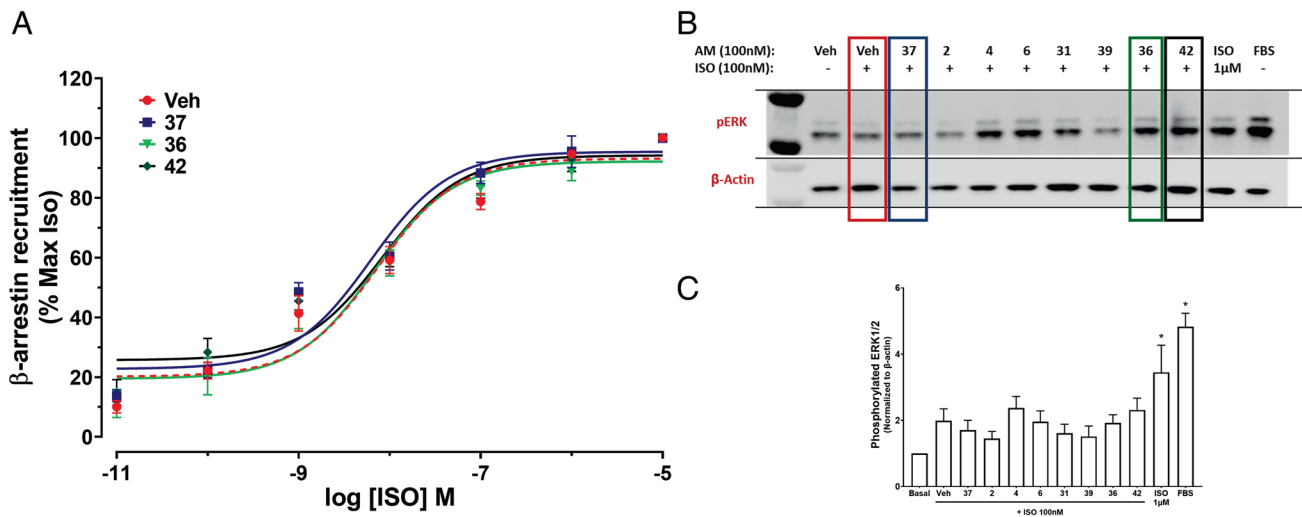 A
β-arrestin recruitment
(% Max Iso)
120
100
80
60
40
20
0
Veh
37
36
42
-11
-9
-7
-5
log [ISO] M
B
AM (100nM): Veh Veh 37 2 4 6 31 39 36 42 ISO FBS
ISO (100nM): - + + + + + + + + + 1µM -
pERK
β-Actin
C
Phosphorylated ERK1/2
(Normalized to β-actin)
6
4
2
0
* *
Basal Veh 37 2 4 6 31 39 36 42 ISO FBS
1µM
+ ISO 100nM